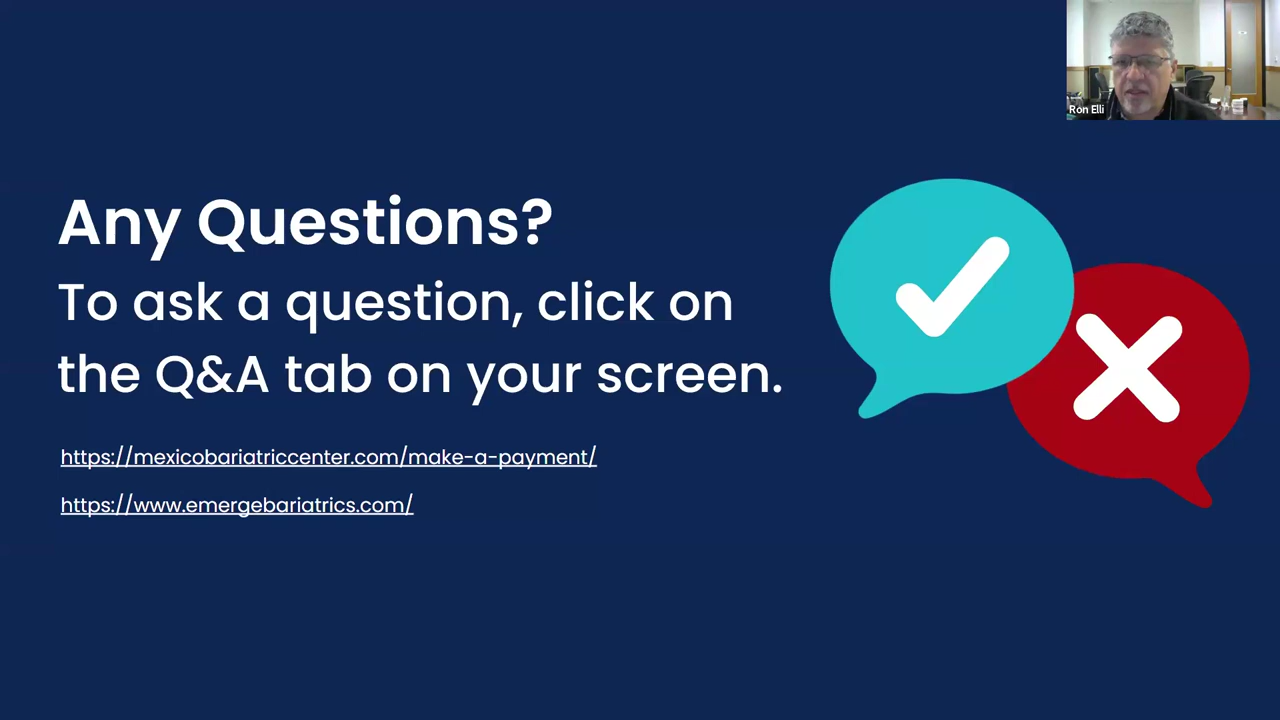 Ron Elli
Any Questions?
To ask a question, click on
the Q&A tab on your screen.
https://mexicobariatriccenter.com/make-a-payment/
https://www.emergebariatrics.com/